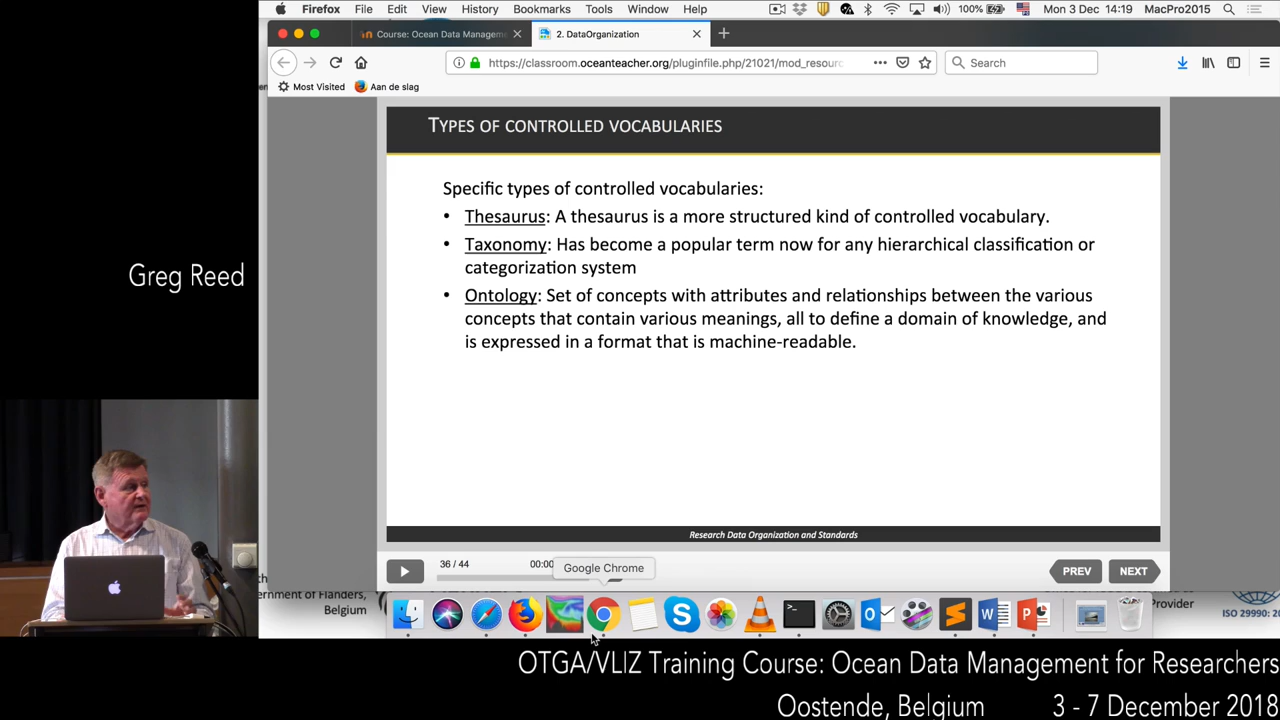 Firefox File Edit View History Bookmarks Tools Window Help 100% Mon 3 Dec 14:19 MacPro2015
Course: Ocean Data Managem
2. DataOrganization
https://classroom.oceanteacher.org/pluginfile.php/21021/mod_resourc
Search
Most Visited Aan de slag
TYPES OF CONTROLLED VOCABULARIES
Specific types of controlled vocabularies:
• Thesaurus: A thesaurus is a more structured kind of controlled vocabulary.
• Taxonomy: Has become a popular term now for any hierarchical classification or
categorization system
• Ontology: Set of concepts with attributes and relationships between the various
concepts that contain various meanings, all to define a domain of knowledge, and
is expressed in a format that is machine-readable.
Research Data Organization and Standards
36 / 44
00:00
Google Chrome
PREV
NEXT
Greg Reed
ernment of Flanders,
Belgium
Provider
ISO 29990:20
OTGA/VLIZ Training Course: Ocean Data Management for Researchers
Oostende, Belgium 3 - 7 December 2018